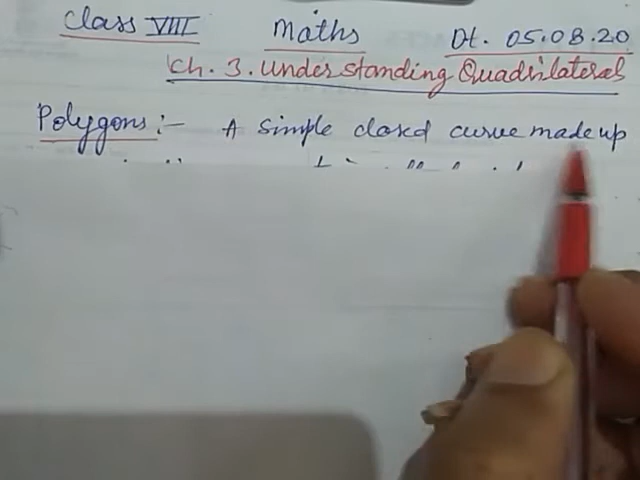 Class VIII Maths Dt. 05.08.20
Ch. 3. Understanding Quadrilateral
Polygons :- A simple closed curve made up